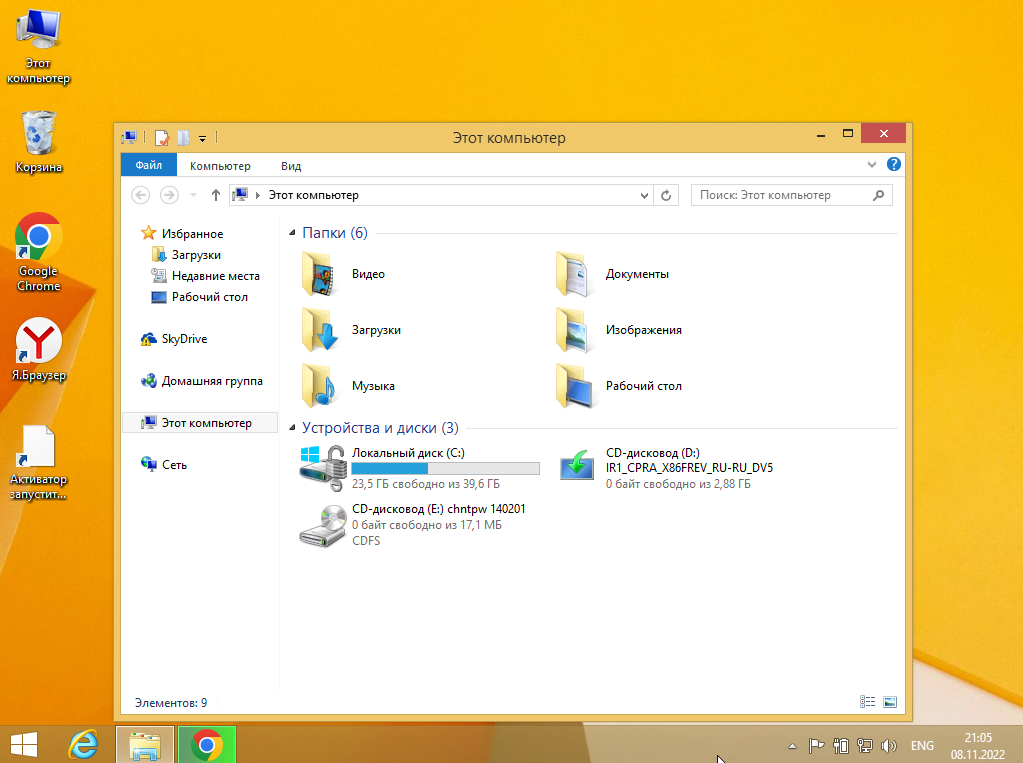 Этот
компьютер
Корзина
Google
Chrome
Я.Браузер
Активатор
запустит...
Этот компьютер
Файл
Компьютер
Вид
Этот компьютер
Поиск: Этот компьютер
Избранное
Загрузки
Недавние места
Рабочий стол
SkyDrive
Домашняя группа
Этот компьютер
Сеть
Папки (6)
Видео
Документы
Загрузки
Изображения
Музыка
Рабочий стол
Устройства и диски (3)
Локальный диск (C:)
23,5 ГБ свободно из 39,6 ГБ
CD-дисковод (D:)
IR1_CPRA_X86FREV_RU-RU_DV5
0 байт свободно из 2,88 ГБ
CD-дисковод (E:) chntpw 140201
0 байт свободно из 17,1 МБ
CDFS
Элементов: 9
ENG
21:05
08.11.2022